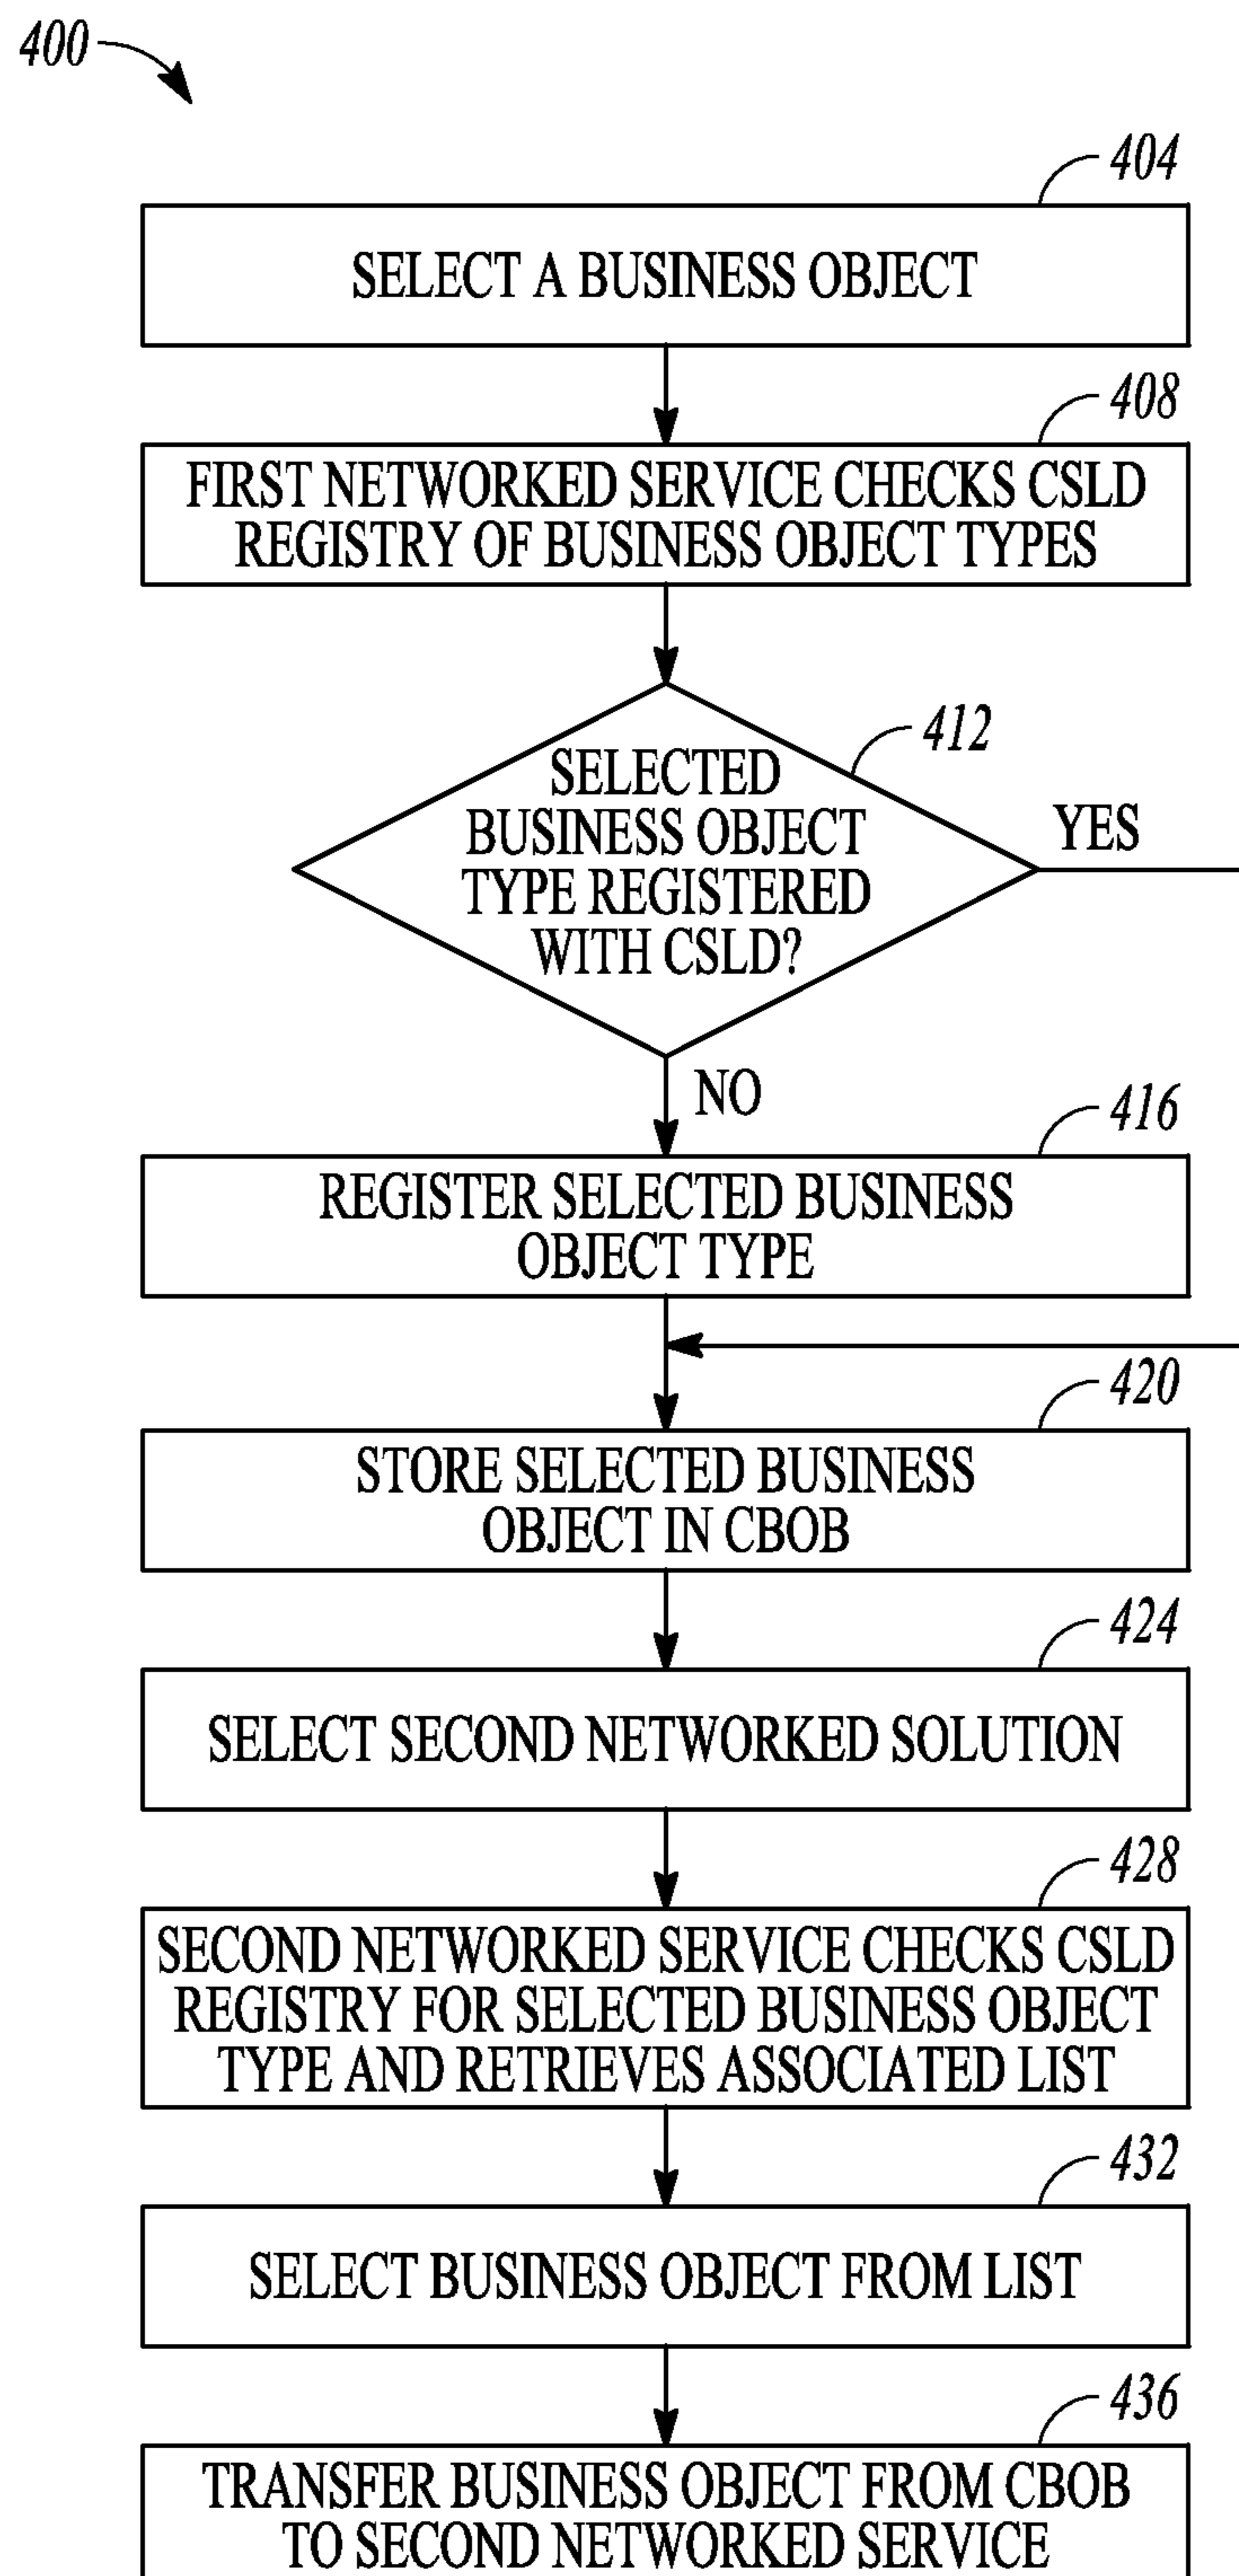 400
404
SELECT A BUSINESS OBJECT
408
FIRST NETWORKED SERVICE CHECKS CSLD
REGISTRY OF BUSINESS OBJECT TYPES
412
SELECTED
BUSINESS OBJECT
TYPE REGISTERED
WITH CSLD?
YES
NO
416
REGISTER SELECTED BUSINESS
OBJECT TYPE
420
STORE SELECTED BUSINESS
OBJECT IN CBOB
424
SELECT SECOND NETWORKED SOLUTION
428
SECOND NETWORKED SERVICE CHECKS CSLD
REGISTRY FOR SELECTED BUSINESS OBJECT
TYPE AND RETRIEVES ASSOCIATED LIST
432
SELECT BUSINESS OBJECT FROM LIST
436
TRANSFER BUSINESS OBJECT FROM CBOB
TO SECOND NETWORKED SERVICE